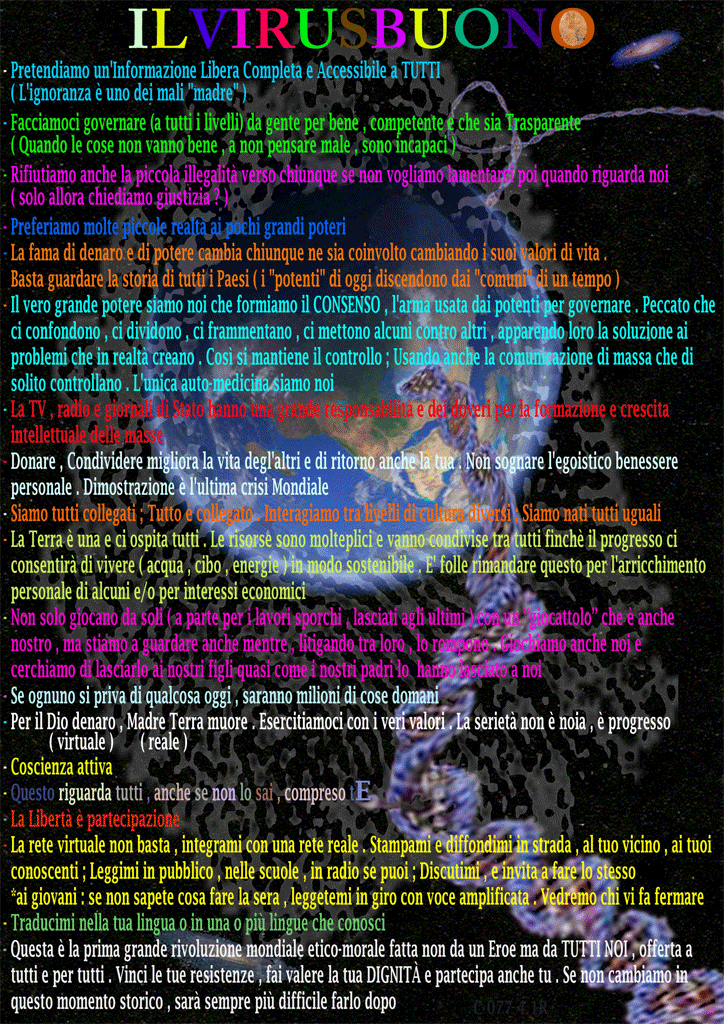 ILVIRUSBUONO
- Pretendiamo un'Informazione Libera Completa e Accessibile a TUTTI
( L'ignoranza è uno dei mali "madre" )
- Facciamoci governare (a tutti i livelli) da gente per bene , competente e che sia Trasparente
( Quando le cose non vanno bene , a non pensare male , sono incapaci )
- Rifiutiamo anche la piccola illegalità verso chiunque se non vogliamo lamentarci poi quando riguarda noi
( solo allora chiediamo giustizia ? )
- Preferiamo molte piccole realtà ai pochi grandi poteri
- La fama di denaro e di potere cambia chiunque ne sia coinvolto cambiando i suoi valori di vita .
Basta guardare la storia di tutti i Paesi ( i "potenti" di oggi discendono dai "comuni" di un tempo )
- Il vero grande potere siamo noi che formiamo il CONSENSO , l'arma usata dai potenti per governare . Peccato che
ci confondono , ci dividono , ci frammentano , ci mettono alcuni contro altri , apparendo loro la soluzione ai
problemi che in realtà creano . Così si mantiene il controllo ; Usando anche la comunicazione di massa che di
solito controllano . L'unica auto-medicina siamo noi
- La TV , radio e giornali di Stato hanno una grande responsabilità e dei doveri per la formazione e crescita
intellettuale delle masse
- Donare , Condividere migliora la vita degl'altri e di ritorno anche la tua . Non sognare l'egoistico benessere
personale . Dimostrazione è l'ultima crisi Mondiale
- Siamo tutti collegati ; Tutto è collegato . Interagiamo tra livelli di cultura diversi , Siamo nati tutti uguali
- La Terra è una e ci ospita tutti . Le risorse sono molteplici e vanno condivise tra tutti finchè il progresso ci
consentirà di vivere ( acqua , cibo , energie ) in modo sostenibile . E' folle rimandare questo per l'arricchimento
personale di alcuni e/o per interessi economici
- Non solo giocano da soli ( a parte per i lavori sporchi , lasciati agli ultimi ) con un "giocattolo" che è anche
nostro , ma stiamo a guardare anche mentre , litigando tra loro , lo rompono . Giochiamo anche noi e
cerchiamo di lasciarlo ai nostri figli quasi come i nostri padri lo hanno lasciato a noi
- Se ognuno si priva di qualcosa oggi , saranno milioni di cose domani
- Per il Dio denaro , Madre Terra muore . Esercitiamoci con i veri valori . La serietà non è noia , è progresso
( virtuale ) ( reale )
- Coscienza attiva
- Questo riguarda tutti , anche se non lo sai , compreso tE
- La Libertà è partecipazione
- La rete virtuale non basta , integrami con una rete reale . Stampami e diffondimi in strada , al tuo vicino , ai tuoi
conoscenti ; Leggimi in pubblico , nelle scuole , in radio se puoi ; Discutimi , e invita a fare lo stesso
*ai giovani : se non sapete cosa fare la sera , leggetemi in giro con voce amplificata . Vedremo chi vi fa fermare
- Traducimi nella tua lingua o in una o più lingue che conosci
- Questa è la prima grande rivoluzione mondiale etico-morale fatta non da un Eroe ma da TUTTI NOI , offerta a
tutti e per tutti . Vinci le tue resistenze , fai valere la tua DIGNITÀ e partecipa anche tu . Se non cambiamo in
questo momento storico , sarà sempre più difficile farlo dopo